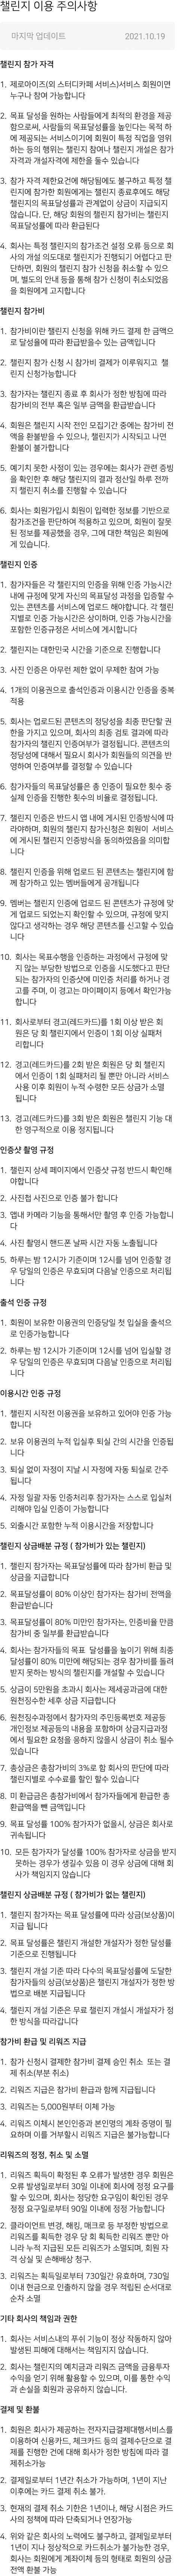 챌린지 이용 주의사항
마지막 업데이트 2021.10.19
챌린지 참가 자격
1. 제로아이즈(외 스터디카페 서비스)서비스 회원이면
누구나 참여 가능합니다
2. 목표 달성을 원하는 사람들에게 최적의 환경을 제공
함으로써, 사람들의 목표달성률을 높인다는 목적 하
에 제공되는 서비스이기에 회원이 특정 직업을 영위
하는 등의 행위는 챌린지 참여나 챌린지 개설은 참가
자격과 개설자격에 제한을 둘수 있습니다
3. 참가 자격 제한요건에 해당됨에도 불구하고 특정 챌
린지에 참가한 회원에게는 챌린지 종료후에도 해당
챌린지의 목표달성률과 관계없이 상금이 지급되지
않습니다. 단, 해당 회원의 챌린지 참가비는 챌린지
목표달성률에 따라 환급된다
4. 회사는 특정 챌린지의 참가조건 설정 오류 등으로 회
사의 개설 의도대로 챌린지가 진행되기 어렵다고 판
단하면, 회원의 챌린지 참가 신청을 취소할 수 있으
며, 별도의 안내 등을 통해 참가 신청이 취소되었음
을 회원에게 고지합니다
챌린지 참가비
1. 참가비이란 챌린지 신청을 위해 카드 결제 한 금액으
로 달성율에 따라 환급받을수 있는 금액입니다
2. 챌린지 참가 신청 시 참가비 결제가 이루워지고 챌
린지 신청가능합니다
3. 참가자는 챌린지 종료 후 회사가 정한 방침에 따라
참가비의 전부 혹은 일부 금액을 환급받습니다
4. 회원은 챌린지 시작 전인 모집기간 중에는 참가비 전
액을 환불받을 수 있으나, 챌린지가 시작되고 나면
환불이 불가합니다
5. 예기치 못한 사정이 있는 경우에는 회사가 관련 증빙
을 확인한 후 해당 챌린지의 결과 정산일 하루 전까
지 챌린지 취소를 진행할 수 있습니다
6. 회사는 회원가입시 회원이 입력한 정보를 기반으로
참가조건을 판단하여 적용하고 있으며, 회원이 잘못
된 정보를 제공했을 경우, 그에 대한 책임은 회원에
게 있습니다.
챌린지 인증
1. 참가자들은 각 챌린지의 인증을 위해 인증 가능시간
내에 규정에 맞게 자신의 목표달성 과정을 입증할 수
있는 콘텐츠를 서비스에 업로드 해야합니다. 각 챌린
지별로 인증 가능시간은 상이하며, 인증 가능시간을
포함한 인증규정은 서비스에 게시합니다
2. 챌린지는 대한민국 시간을 기준으로 진행합니다
3. 사진 인증은 아무런 제한 없이 무제한 참여 가능
4. 1개의 이용권으로 출석인증과 이용시간 인증을 중복
적용
5. 회사는 업로드된 콘텐츠의 정당성을 최종 판단할 권
한을 가지고 있으며, 회사의 최종 검토 결과에 따라
참가자의 챌린지 인증여부가 결정됩니다. 콘텐츠의
정당성에 대해서 필요시 회사가 회원들의 의견을 반
영하여 인증여부를 결정할 수 있습니다
6. 참가자들의 목표달성률은 총 인증이 필요한 횟수 중
실제 인증을 진행한 횟수의 비율로 결정됩니다.
7. 챌린지 인증은 반드시 앱 내에 게시된 인증방식에 따
라야하며, 회원의 챌린지 참가신청은 회원이 서비스
에 게시된 챌린지 인증방식을 동의하였음을 의미합
니다
8. 챌린지 인증을 위해 업로드 된 콘텐츠는 챌린지에 함
께 참가하고 있는 멤버들에게 공개됩니다
9. 멤버는 챌린지 인증에 업로드 된 콘텐츠가 규정에 맞
게 업로드 되었는지 확인할 수 있으며, 규정에 맞지
않다고 생각하는 경우 해당 콘텐츠를 신고할 수 있습
니다
10. 회사는 목표수행을 인증하는 과정에서 규정에 맞
지 않는 부당한 방법으로 인증을 시도했다고 판단
되는 참가자의 인증샷에 미인증 처리를 하거나 경
고를 주며, 이 경고는 마이페이지 등에서 확인가능
합니다
11. 회사로부터 경고(레드카드)를 1회 이상 받은 회
원은 당 회 챌린지에서 인증이 1회 이상 실패처
리합니다
12. 경고(레드카드)를 2회 받은 회원은 당 회 챌린지
에서 인증이 1회 실패처리 될 뿐만 아니라 서비스
사용 이후 회원이 누적 수령한 모든 상금가 소멸
됩니다
13. 경고(레드카드)를 3회 받은 회원은 챌린지 기능 대
한 영구적으로 이용 정지됩니다
인증샷 촬영 규정
1. 챌린지 상세 페이지에서 인증샷 규정 반드시 확인해
야합니다
2. 사진첩 사진으로 인증 불가 합니다
3. 앱내 카메라 기능을 통해서만 촬영 후 인증 가능합니
다
4. 사진 촬영시 핸드폰 날짜 시간 자동 노출됩니다
5. 하루는 밤 12시가 기준이며 12시를 넘어 인증할 경
우 당일의 인증은 무효되며 다음날 인증으로 처리됩
니다
출석 인증 규정
1. 회원이 보유한 이용권의 인증당일 첫 입실을 출석으
로 인증가능합니다
2. 하루는 밤 12시가 기준이며 12시를 넘어 입실할 경
우 당일의 인증은 무효되며 다음날 인증으로 처리됩
니다
이용시간 인증 규정
1. 챌린지 시작전 이용권을 보유하고 있어야 인증 가능
합니다
2. 보유 이용권의 누적 입실후 퇴실 간의 시간을 인증됩
니다
3. 퇴실 없이 자정이 지날 시 자정에 자동 퇴실로 간주
됩니다
4. 자정 일괄 자동 인증처리후 참가자는 스스로 입실처
리해야 입실 인증이 가능합니다
5. 외출시간 포함한 누적 이용시간을 저장합니다
챌린지 상금배분 규정 ( 참가비가 있는 챌린지)
1. 챌린지 참가자는 목표달성률에 따라 참가비 환급 및
상금을 지급합니다
2. 목표달성률이 80% 이상인 참가자는 참가비 전액을
환급받습니다
3. 목표달성률이 80% 미만인 참가자는, 인증비율 만큼
참가비 중 일부를 환급받습니다
4. 회사는 참가자들의 목표 달성률을 높이기 위해 최종
달성률이 80% 미만에 해당되는 경우 참가비를 돌려
받지 못하는 방식의 챌린지를 개설할 수 있습니다
5. 상금이 5만원을 초과시 회사는 제세공과금에 대한
원천징수한 세후 상금 지급합니다
6. 원천징수과정에서 참가자의 주민등록번호 제공등
개인정보 제공등의 내용을 포함하며 상금지급과정
에서 필요한 요청을 응하지 않을시 상금이 취소 될수
있습니다
7. 총상금은 총참가비의 3%로 함 회사의 판단에 따라
챌린지별로 수수료를 할인 할수 있습니다
8. 미 환급금은 총참가비에서 참가자들에게 환급한 총
환급액을 뺀 금액입니다
9. 목표 달성률 100% 참가자가 없을시, 상금은 회사로
귀속됩니다
10. 모든 참가자가 달성률 100% 참가자로 상금을 받지
못하는 경우가 생길수 있음 이 경우 상금에 대해 회
사가 책임지지 않습니다
챌린지 상금배분 규정 ( 참가비가 없는 챌린지)
1. 챌린지 참가자는 목표 달성률에 따라 상금(보상품)이
지급 됩니다
2. 목표 달성률은 챌린지 개설한 개설자가 정한 달성률
기준으로 진행됩니다
3. 챌린지 개설 기준 따라 다수의 목표달성률에 도달한
참가자들의 상금(보상품)은 챌린지 개설자가 정한 방
법으로 배분 지급됩니다
4. 챌린지 개설 기준은 무료 챌린지 개설시 개설자가 정
한 방식을 따라갑니다
참가비 환급 및 리워즈 지급
1. 참가 신청시 결제한 참가비 결제 승인 취소 또는 결
제 취소(부분 취소)
2. 리워즈 지급은 참가비 환급과 함께 지급됩니다
3. 리워즈는 5,000원부터 이체 가능
4. 리워즈 이체시 본인인증과 본인명의 계좌 증명이 필
요하며 이를 거부할시 리워즈 지급은 불가능합니다
리워즈의 정정, 취소 및 소멸
1. 리워즈 획득이 확정된 후 오류가 발생한 경우 회원은
오류 발생일로부터 30일 이내에 회사에 정정 요구를
할 수 있으며, 회사는 정당한 요구임이 확인된 경우
정정 요구일로부터 90일 이내에 정정 가능합니다
2. 클라이언트 변경, 해킹, 매크로 등 부정한 방법으로
리워즈를 획득한 경우 당 회 획득한 리워즈 뿐만 아
니라 누적 지급된 모든 리워즈가 소멸되며, 회원 자
격 상실 및 손해배상 청구.
3. 리워즈는 획득일로부터 730일간 유효하며, 730일
이내 현금으로 인출하지 않을 경우 적립된 순서대로
순차 소멸
기타 회사의 책임과 권한
1. 회사는 서비스내의 푸쉬 기능이 정상 작동하지 않아
발생된 피해에 대해서는 책임지지 않습니다.
2. 회사는 챌린지의 예치금과 리워즈 금액을 금융투자
수익을 얻기 위해 활용할 수 있으며, 이를 통한 수익
과 손실을 회원과 공유하지 않습니다.
결제 및 환불
1. 회원은 회사가 제공하는 전자지급결제대행서비스를
이용하여 신용카드, 체크카드 등의 결제수단으로 결
제를 진행한 건에 대해 회사가 정한 방침에 따라 결
제취소가능
2. 결제일로부터 1년간 취소가 가능하며, 1년이 지난
이후에는 카드 결제 취소 불가.
3. 현재의 결제 취소 기한은 1년이나, 해당 시점은 카드
사의 정책에 따라 단축되거나 연장가능
4. 위와 같은 회사의 노력에도 불구하고, 결제일로부터
1년이 지나 정상적으로 카드취소가 불가능한 경우,
회사는 회원에게 계좌이체 등의 형태로 회원의 상금
전액 환불 가능